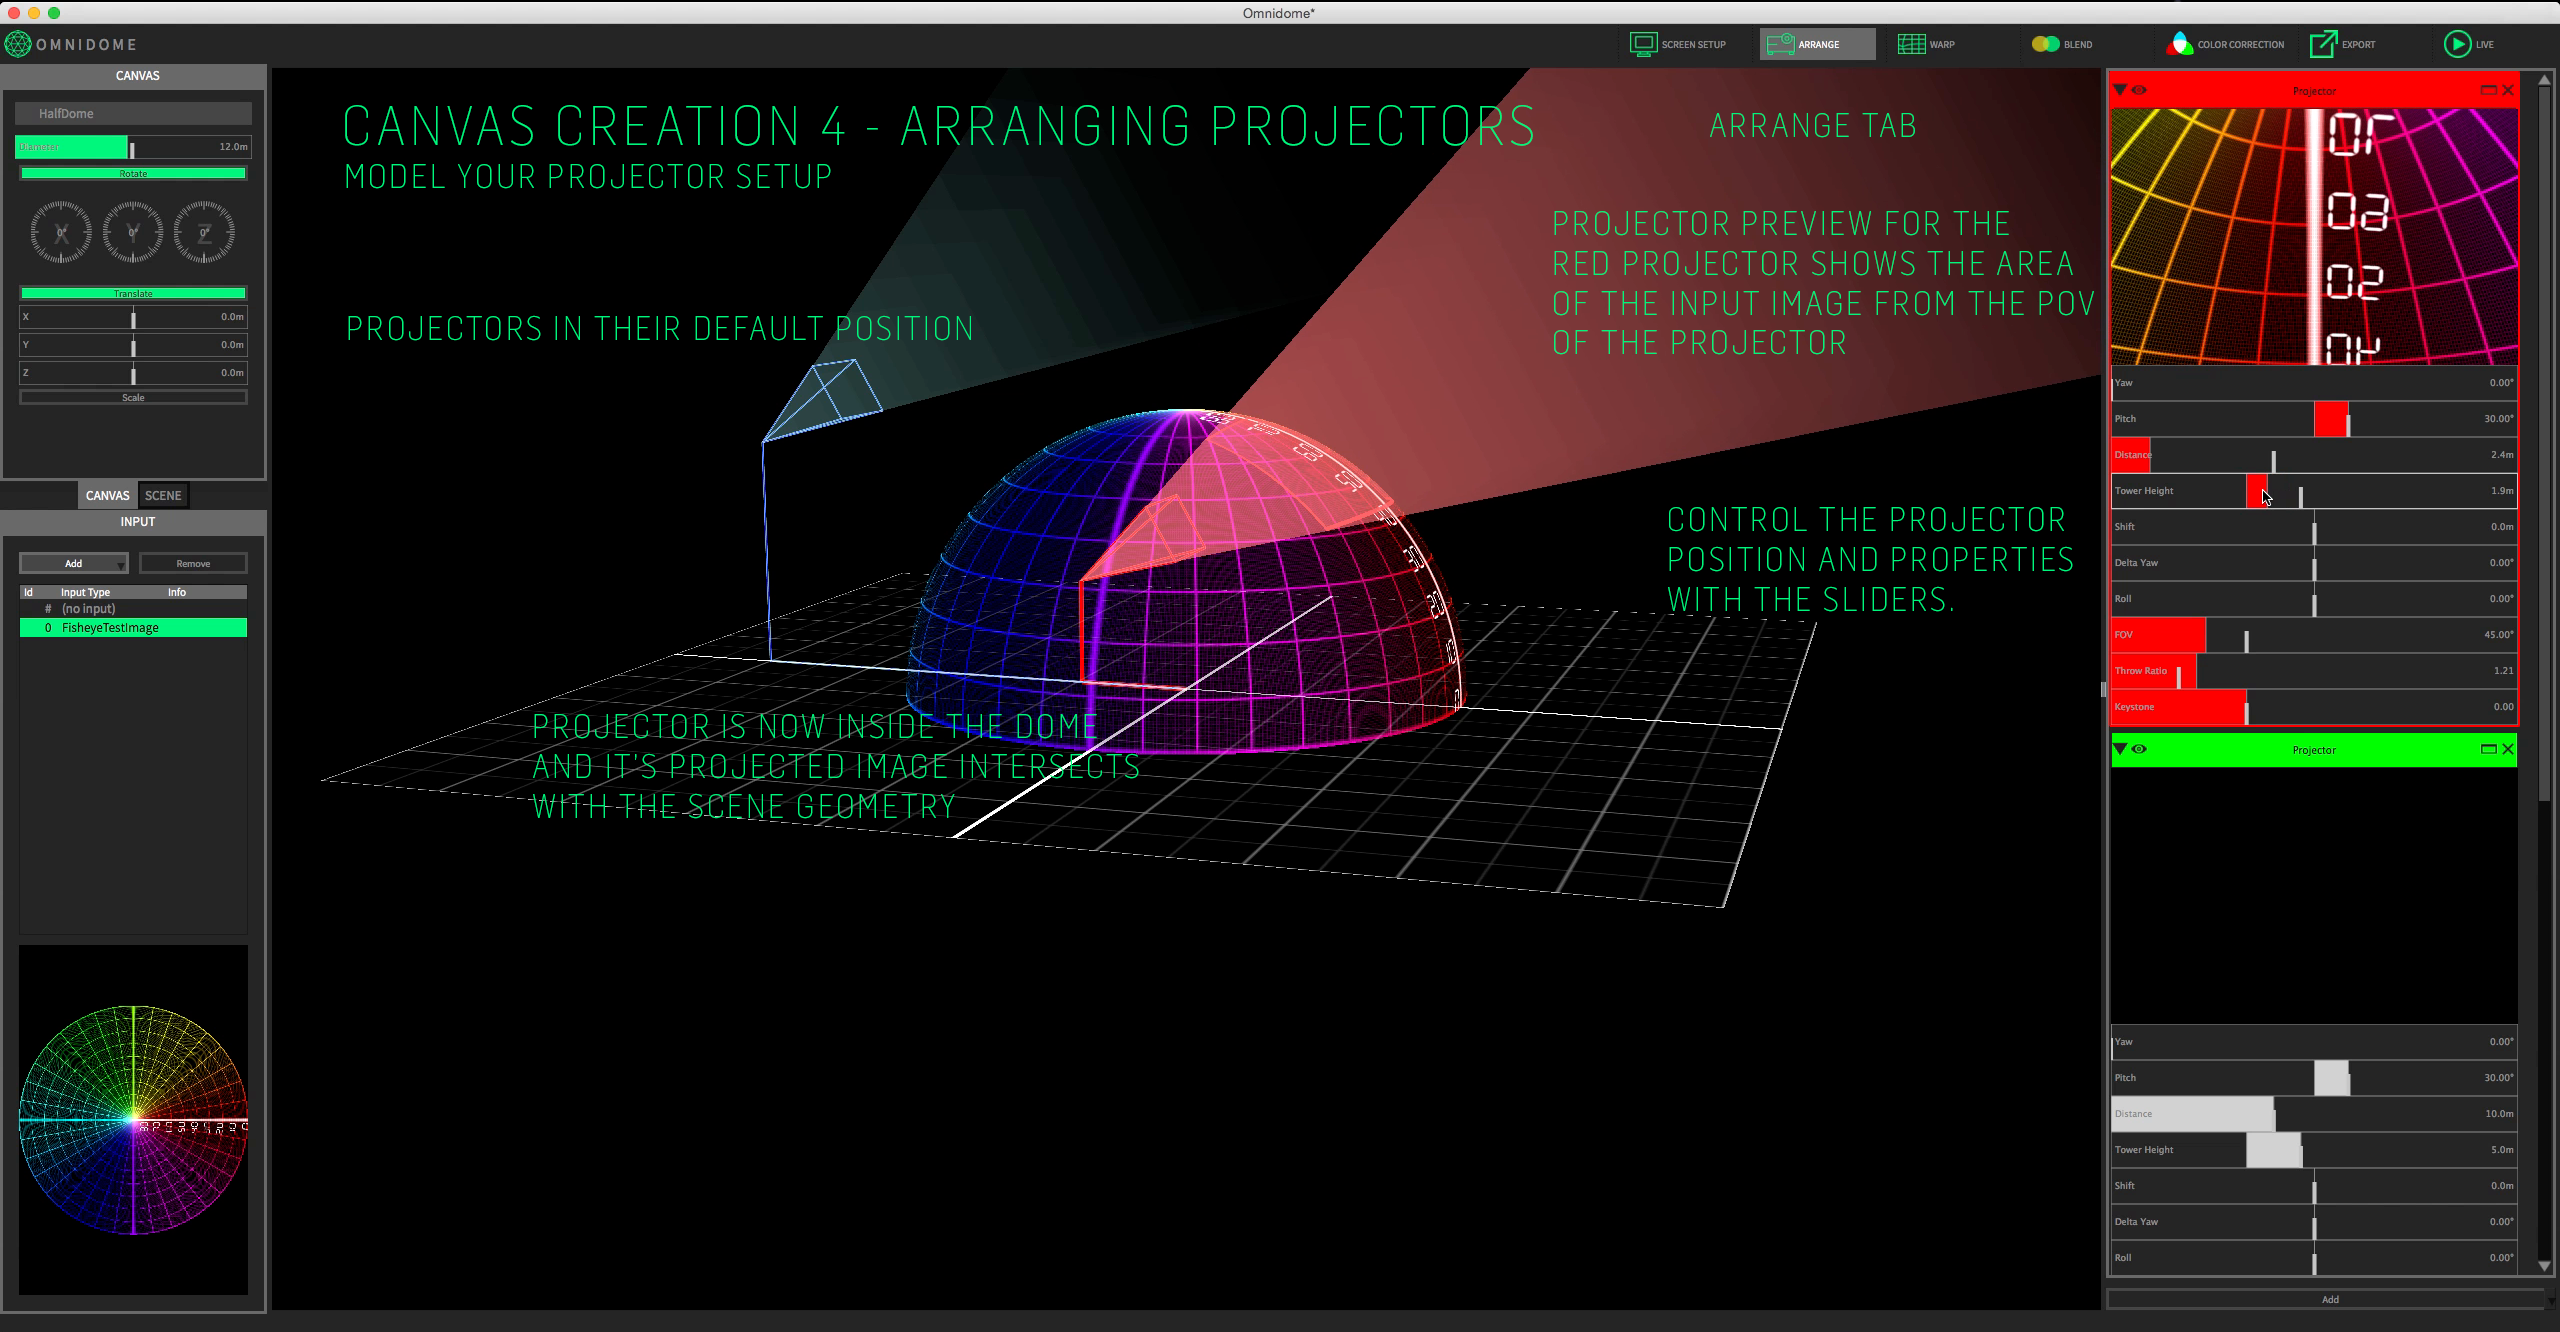 Omnidome*
OMNIDOME
SCREEN SETUP
ARRANGE
WARP
BLEND
COLOR CORRECTION
EXPORT
LIVE
CANVAS
HalfDome
Diameter 12.0m
Rotate
X 0° Y 0° Z 0°
Translate
X 0.0m
Y 0.0m
Z 0.0m
Scale
CANVAS SCENE
INPUT
Add Remove
Id Input Type Info
# (no input)
0 FisheyeTestImage
CANVAS CREATION 4 - ARRANGING PROJECTORS
MODEL YOUR PROJECTOR SETUP
ARRANGE TAB
PROJECTORS IN THEIR DEFAULT POSITION
PROJECTOR PREVIEW FOR THE
RED PROJECTOR SHOWS THE AREA
OF THE INPUT IMAGE FROM THE POV
OF THE PROJECTOR
CONTROL THE PROJECTOR
POSITION AND PROPERTIES
WITH THE SLIDERS.
PROJECTOR IS NOW INSIDE THE DOME
AND IT'S PROJECTED IMAGE INTERSECTS
WITH THE SCENE GEOMETRY
Projector
Yaw 0.00°
Pitch 30.00°
Distance 2.4m
Tower Height 1.9m
Shift 0.0m
Delta Yaw 0.00°
Roll 0.00°
FOV 45.00°
Throw Ratio 1.21
Keystone 0.00
Projector
Yaw 0.00°
Pitch 30.00°
Distance 10.0m
Tower Height 5.0m
Shift 0.0m
Delta Yaw 0.00°
Roll 0.00°
Add